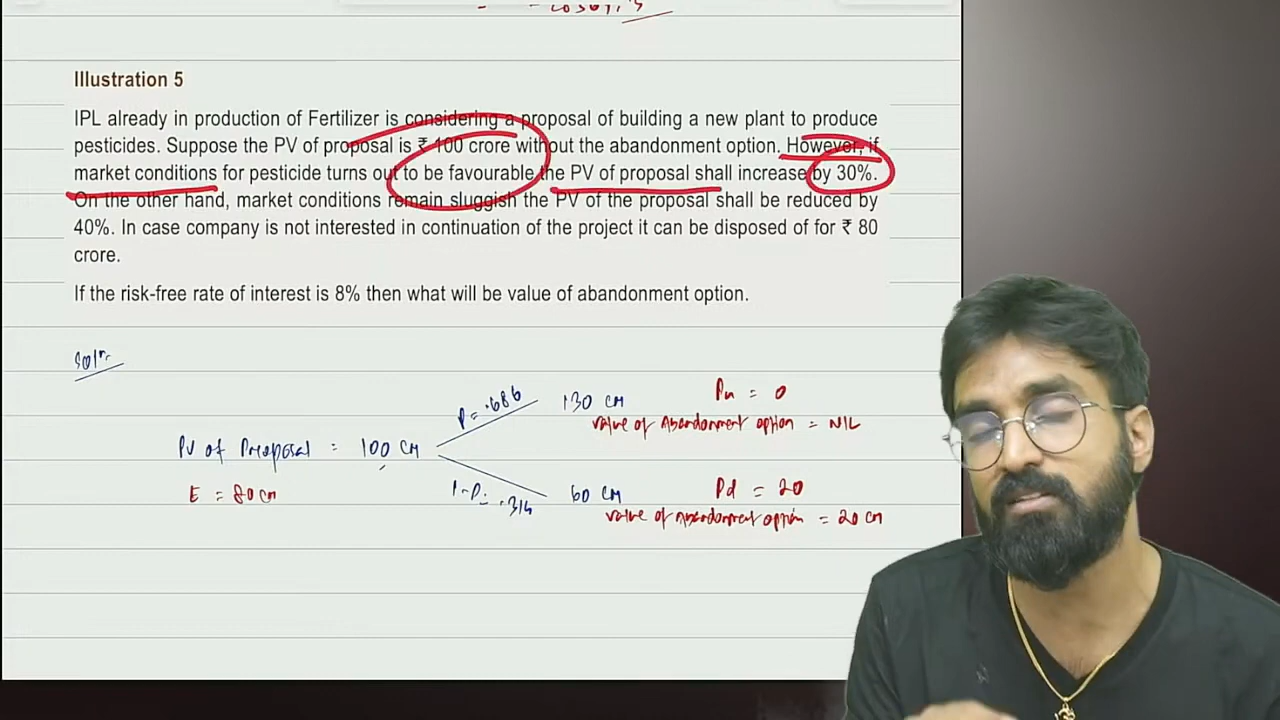 Illustration 5
IPL already in production of Fertilizer is considering a proposal of building a new plant to produce
pesticides. Suppose the PV of proposal is ₹ 100 crore without the abandonment option. However, if
market conditions for pesticide turns out to be favourable the PV of proposal shall increase by 30%.
On the other hand, market conditions remain sluggish the PV of the proposal shall be reduced by
40%. In case company is not interested in continuation of the project it can be disposed of for ₹ 80
crore.
If the risk-free rate of interest is 8% then what will be value of abandonment option.
Soln.
P = .686 130 cr Pu = 0
value of Abandonment option = NIL
PV of Proposal = 100 cr
E = 80 cr
1-P = .314 60 cr Pd = 20
value of Abandonment option = 20 cr